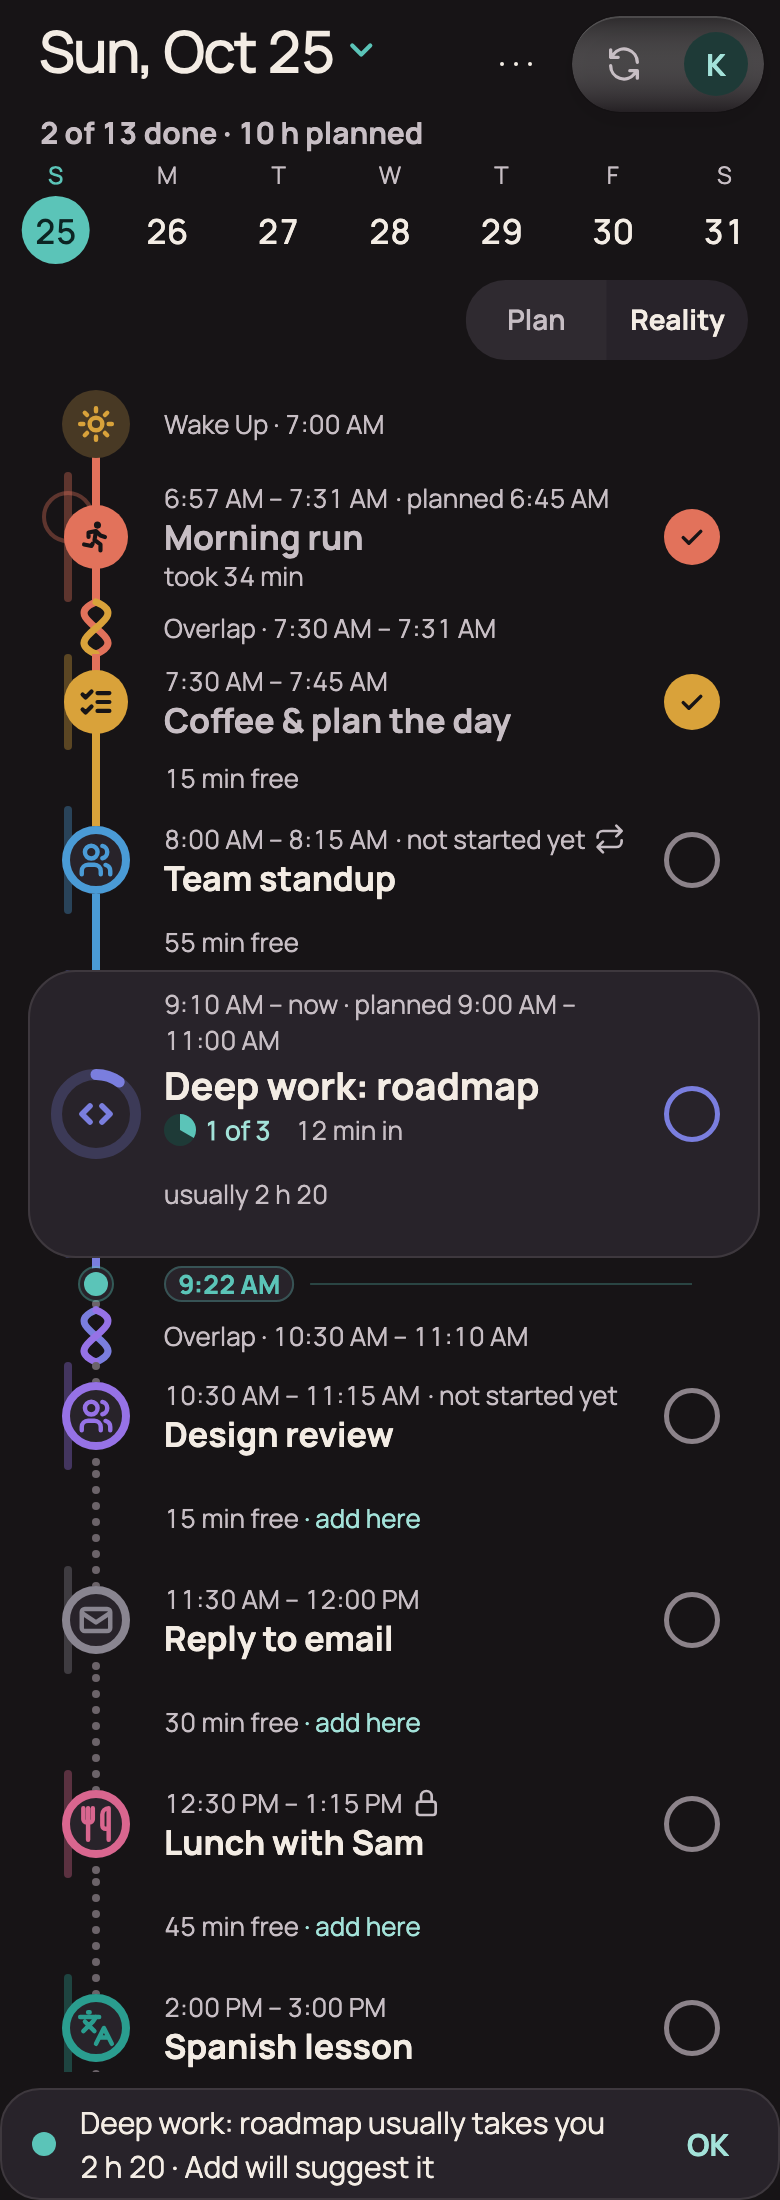 Sun, Oct 25
...
K
2 of 13 done · 10 h planned
S M T W T F S
25 26 27 28 29 30 31
Plan Reality
Wake Up · 7:00 AM
6:57 AM – 7:31 AM · planned 6:45 AM
Morning run
took 34 min
Overlap · 7:30 AM – 7:31 AM
7:30 AM – 7:45 AM
Coffee & plan the day
15 min free
8:00 AM – 8:15 AM · not started yet
Team standup
55 min free
9:10 AM – now · planned 9:00 AM –
11:00 AM
Deep work: roadmap
1 of 3 12 min in
usually 2 h 20
9:22 AM
Overlap · 10:30 AM – 11:10 AM
10:30 AM – 11:15 AM · not started yet
Design review
15 min free · add here
11:30 AM – 12:00 PM
Reply to email
30 min free · add here
12:30 PM – 1:15 PM
Lunch with Sam
45 min free · add here
2:00 PM – 3:00 PM
Spanish lesson
Deep work: roadmap usually takes you
2 h 20 · Add will suggest it
OK